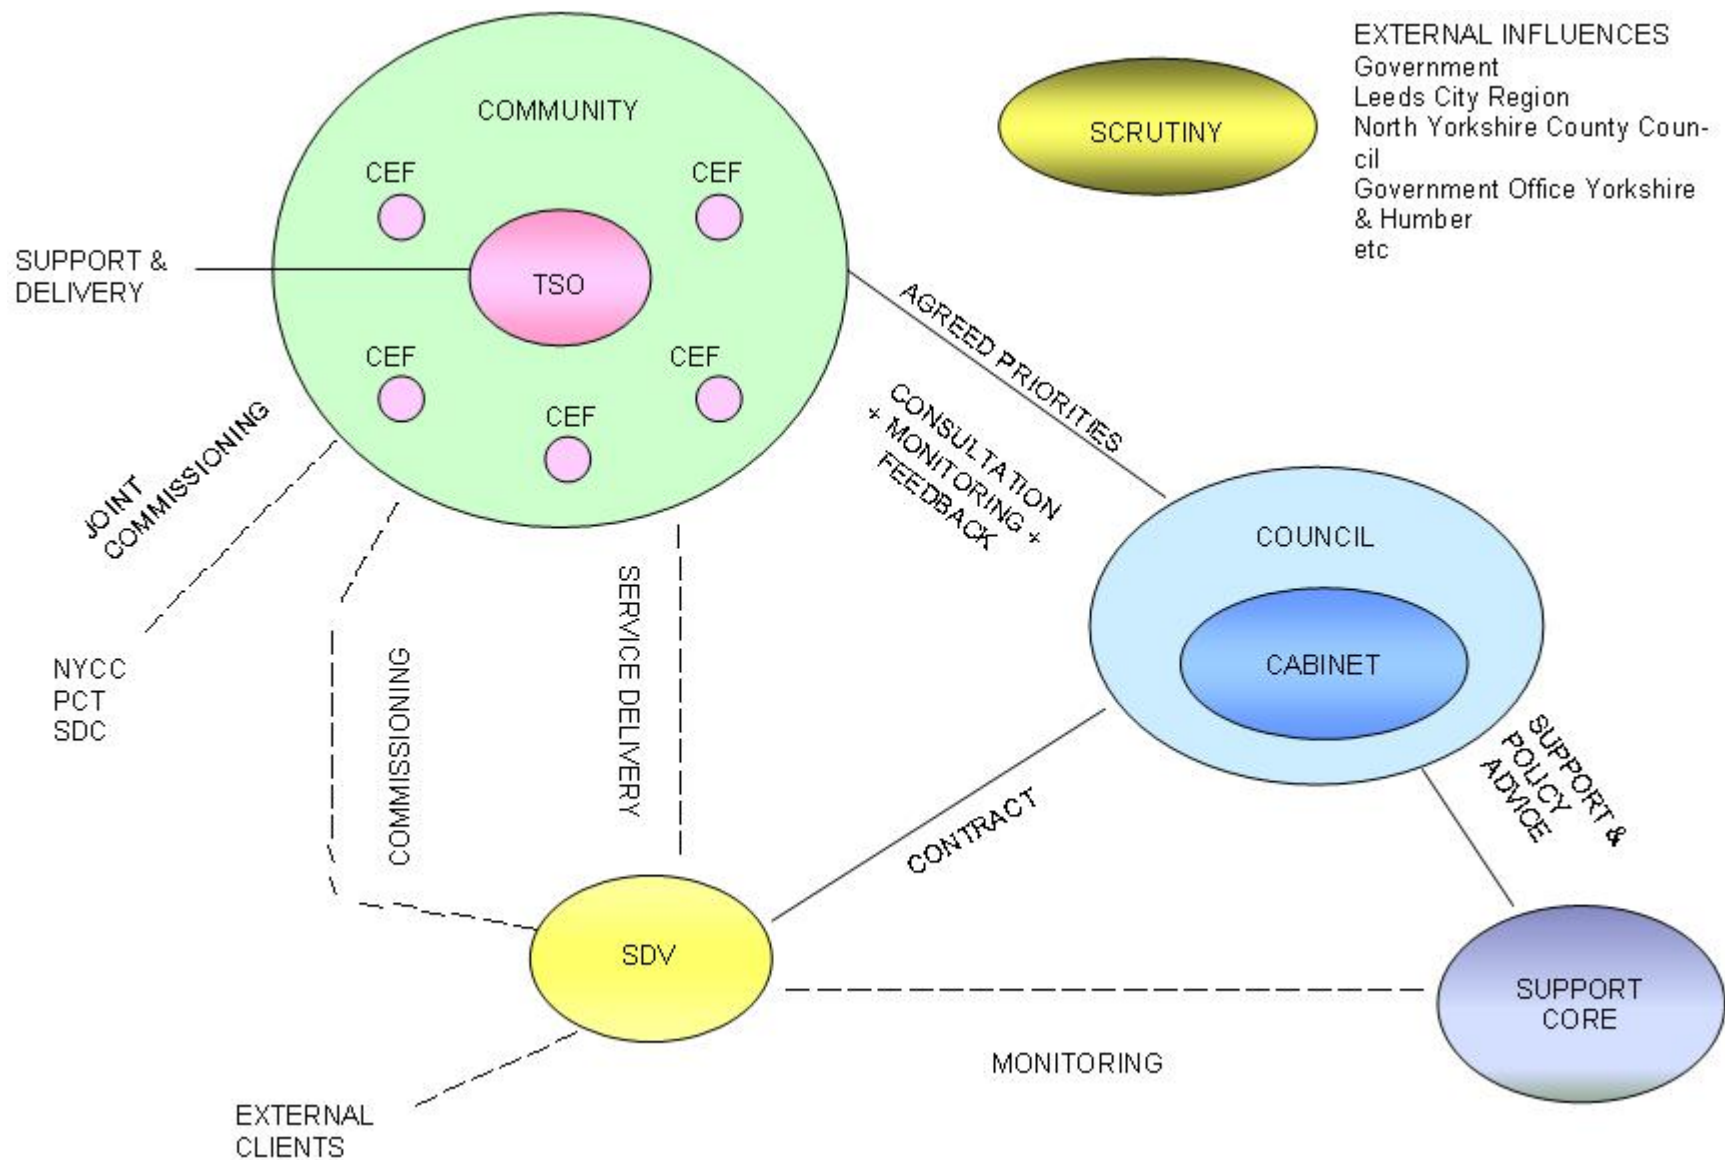 COMMUNITY
CEF
CEF
TSO
CEF
CEF
CEF
SCRUTINY
EXTERNAL INFLUENCES
Government
Leeds City Region
North Yorkshire County Coun-
cil
Government Office Yorkshire
& Humber
etc
SUPPORT &
DELIVERY
AGREED PRIORITIES
CONSULTATION
+ MONITORING +
FEEDBACK
JOINT
COMMISSIONING
NYCC
PCT
SDC
COMMISSIONING
SERVICE DELIVERY
COUNCIL
CABINET
CONTRACT
SUPPORT &
POLICY
ADVICE
SDV
SUPPORT
CORE
MONITORING
EXTERNAL
CLIENTS